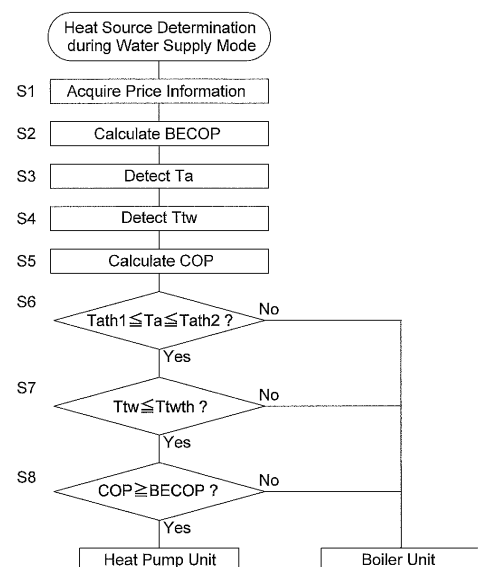 Heat Source Determination
during Water Supply Mode
S1
Acquire Price Information
S2
Calculate BECOP
S3
Detect Ta
S4
Detect Ttw
S5
Calculate COP
S6
Tath1≦Ta≦Tath2 ?
No
Yes
S7
Ttw≦Ttwth ?
No
Yes
S8
COP≧BECOP ?
No
Yes
Heat Pump Unit
Boiler Unit